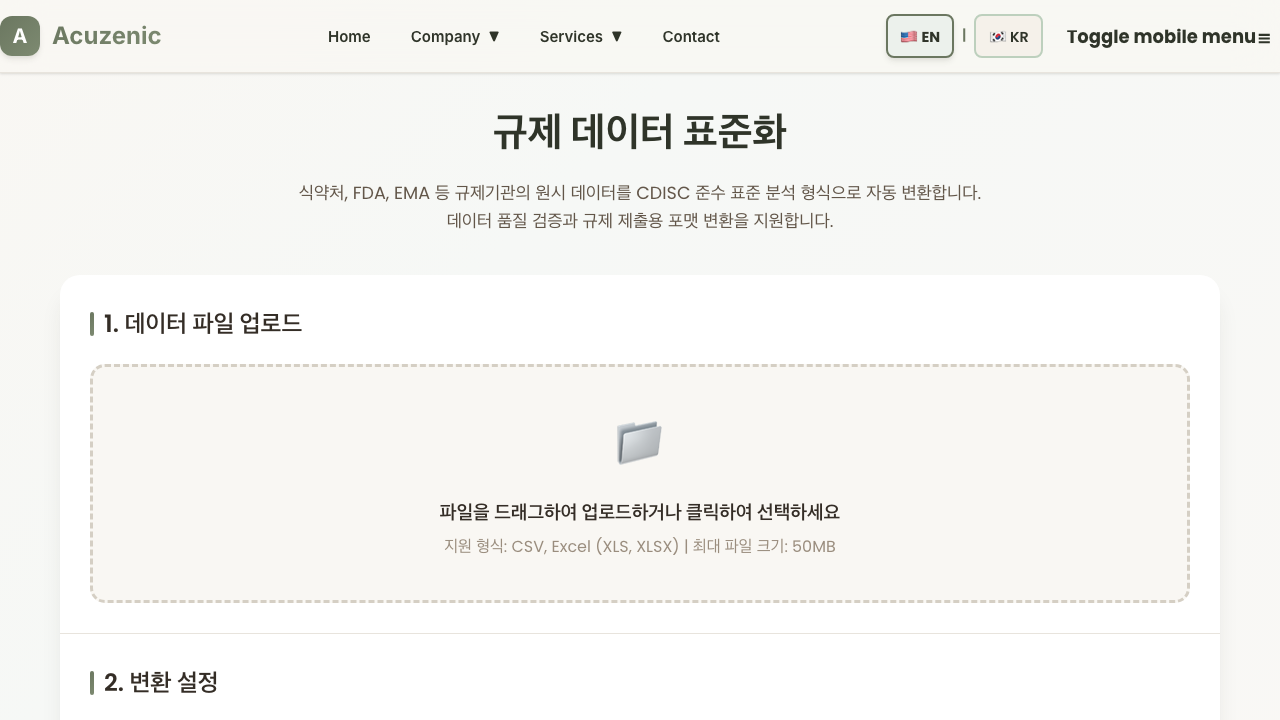 A Acuzenic
Home Company ▼ Services ▼ Contact
🇺🇸 EN | 🇰🇷 KR Toggle mobile menu ≡
규제 데이터 표준화
식약처, FDA, EMA 등 규제기관의 원시 데이터를 CDISC 준수 표준 분석 형식으로 자동 변환합니다.
데이터 품질 검증과 규제 제출용 포맷 변환을 지원합니다.
1. 데이터 파일 업로드
파일을 드래그하여 업로드하거나 클릭하여 선택하세요
지원 형식: CSV, Excel (XLS, XLSX) | 최대 파일 크기: 50MB
2. 변환 설정